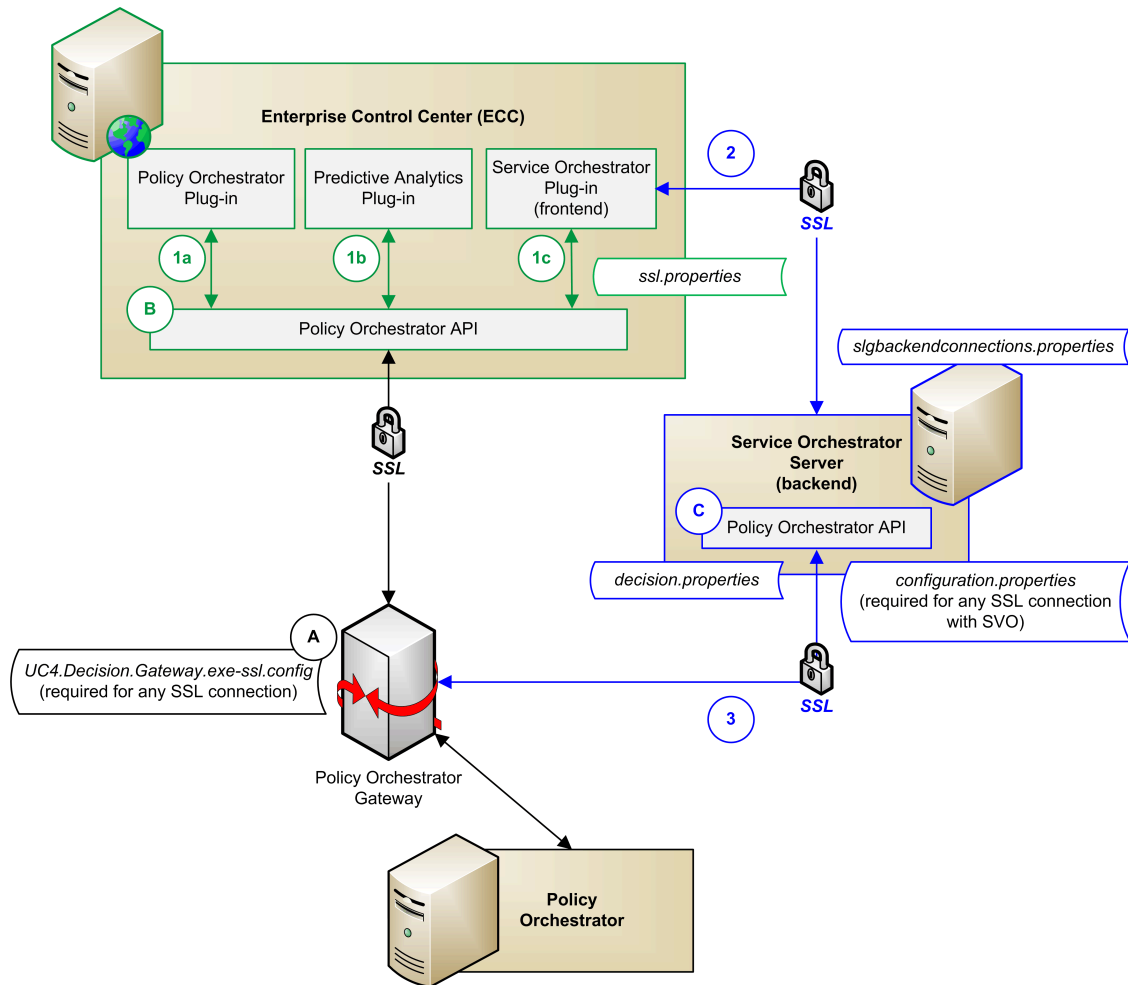 Enterprise Control Center (ECC)
2
Policy Orchestrator
Plug-in
Predictive Analytics
Plug-in
Service Orchestrator
Plug-in
(frontend)
SSL
1a
1b
1c
ssl.properties
B
Policy Orchestrator API
slgbackendconnections.properties
SSL
Service Orchestrator
Server
(backend)
C
Policy Orchestrator API
decision.properties
configuration.properties
(required for any SSL connection
with SVO)
A
UC4.Decision.Gateway.exe-ssl.config
(required for any SSL connection)
SSL
3
Policy Orchestrator
Gateway
Policy
Orchestrator